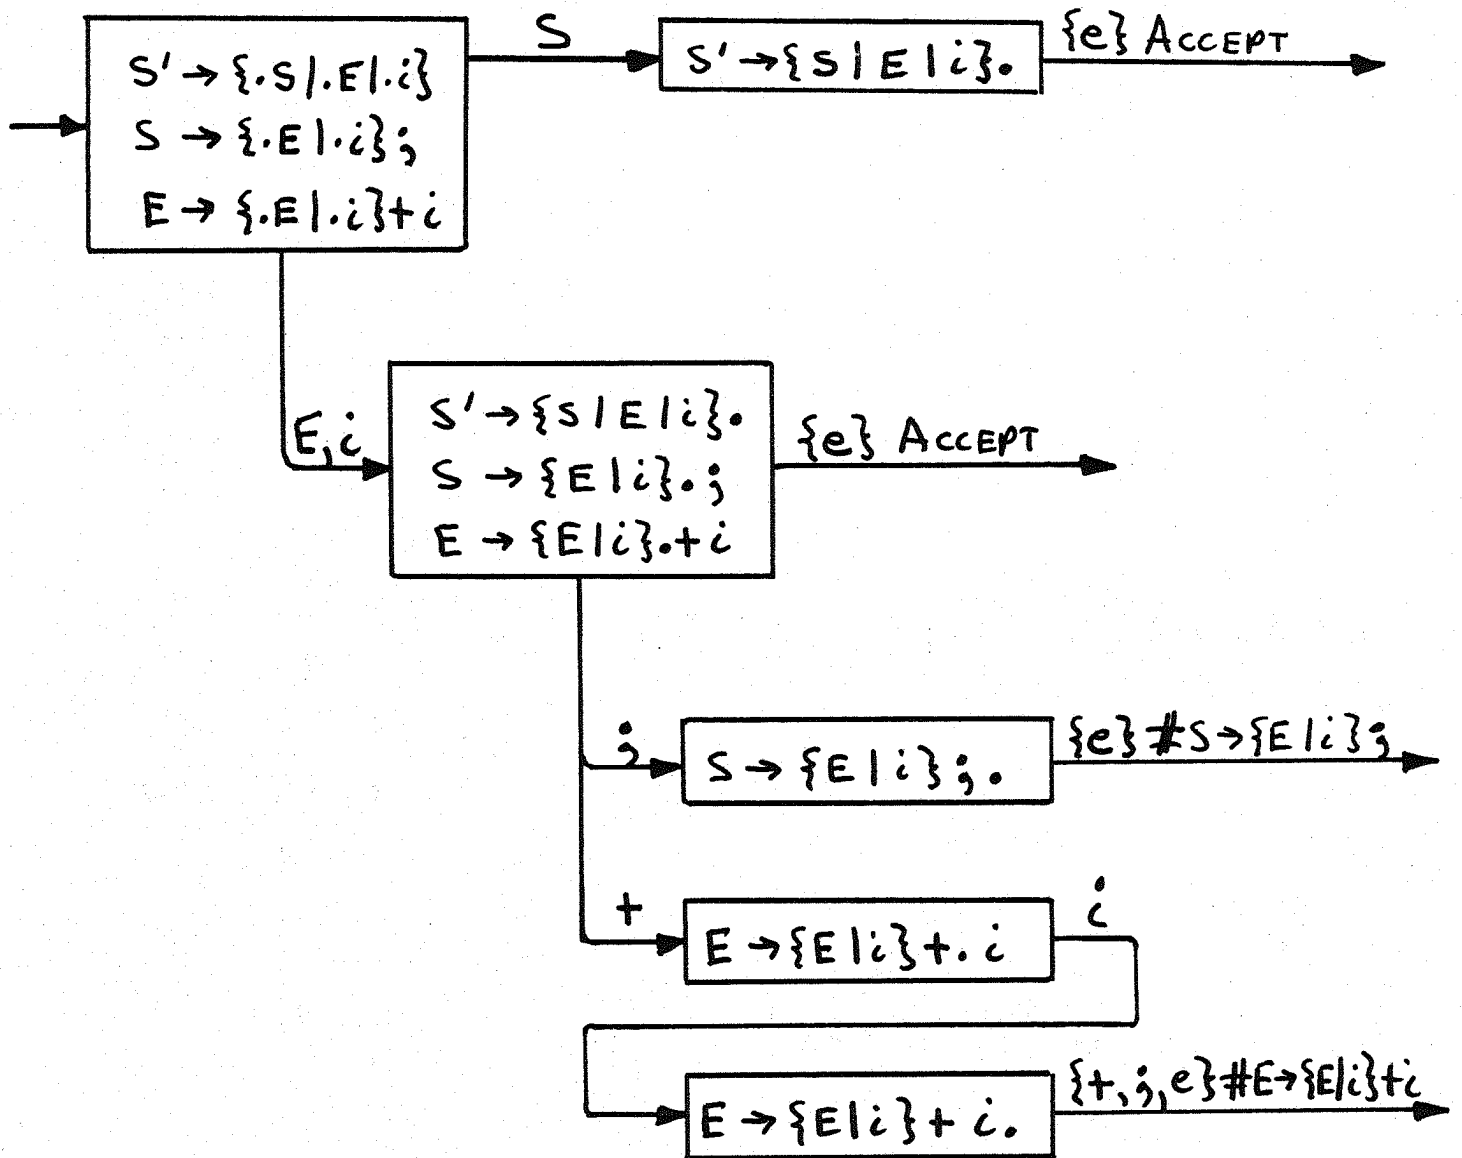 S
{e} ACCEPT
S' → {.S|.E|.i}
S → {.E|.i};
E → {.E|.i}+i
S' → {S|E|i}.
E,i
S' → {S|E|i}.
S → {E|i}.;
E → {E|i}.+i
{e} ACCEPT
;
S → {E|i};.
{e}#S→{E|i};
+
E → {E|i}+.i
i
E → {E|i}+i.
{+,;,e}#E→{E|i}+i